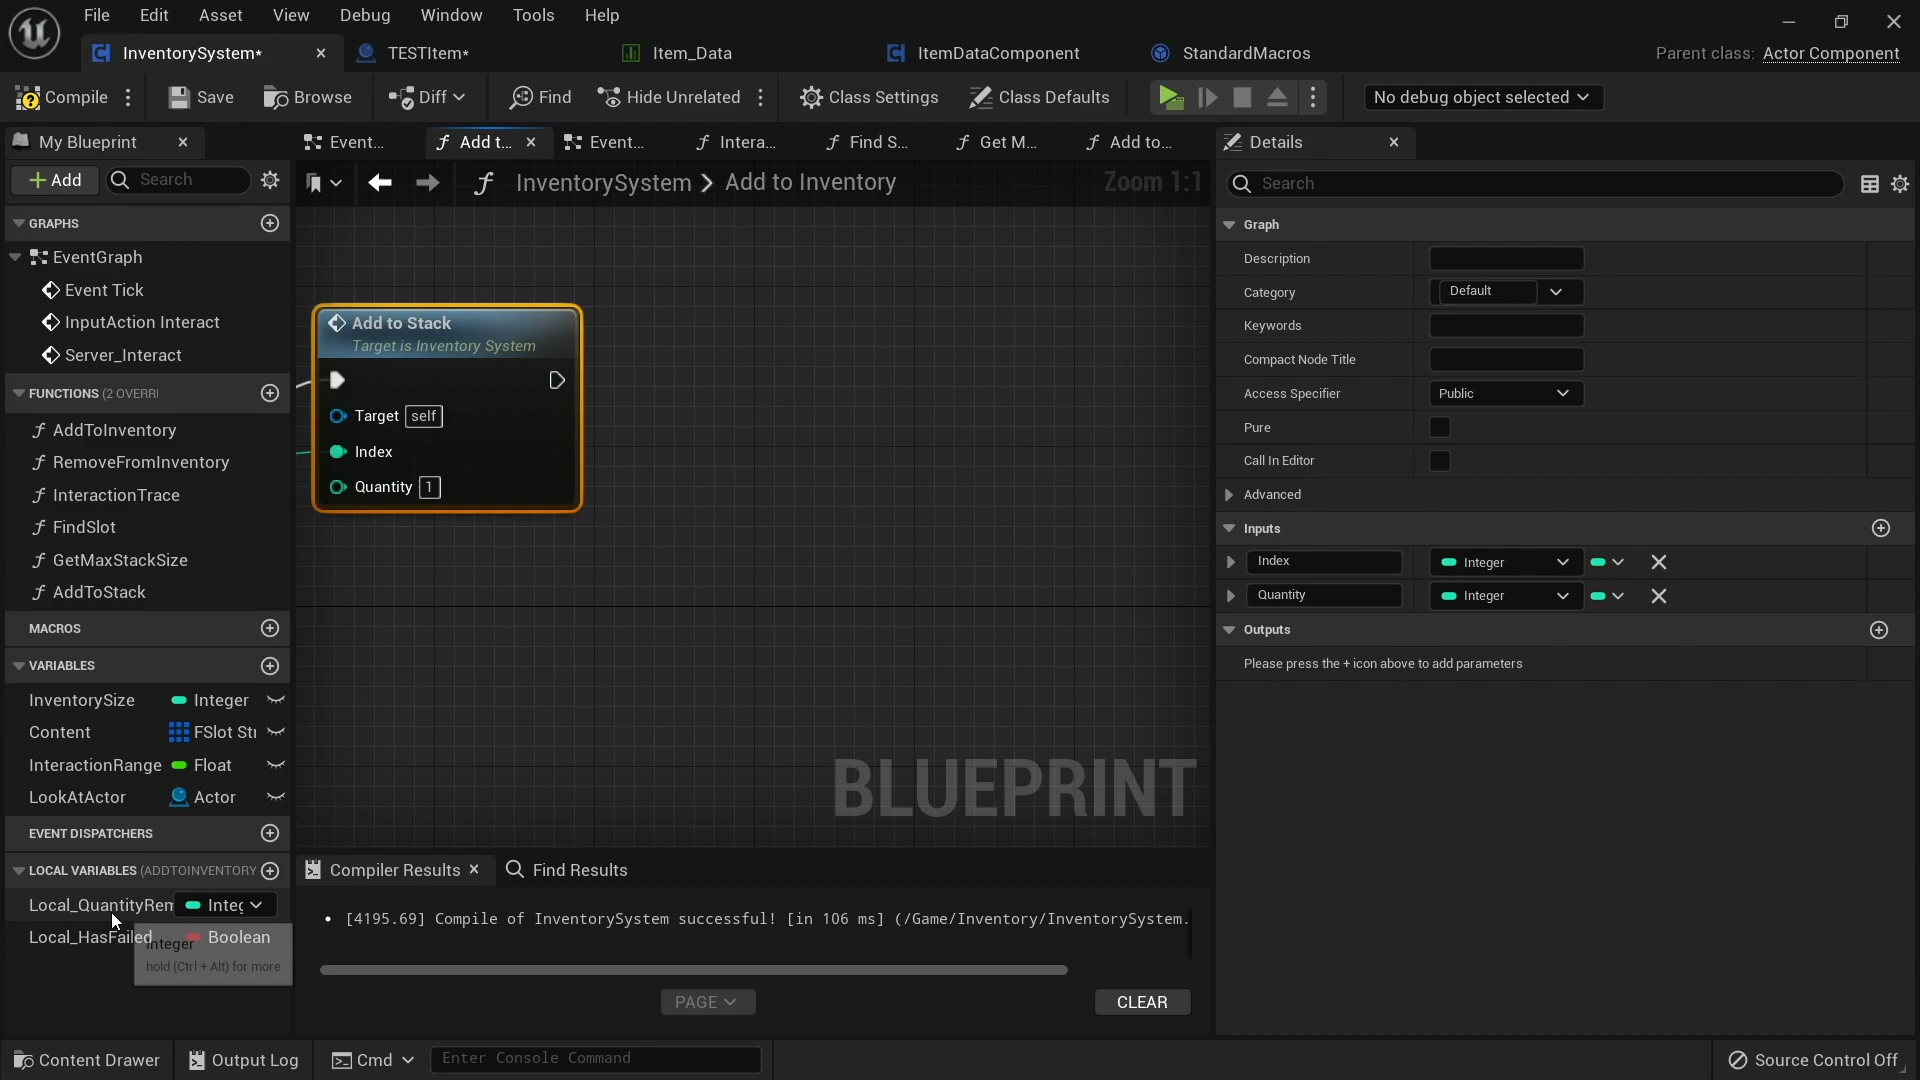 File Edit Asset View Debug Window Tools Help
InventorySystem* TESTItem* Item_Data ItemDataComponent StandardMacros Parent class: Actor Component
Compile Save Browse Diff Find Hide Unrelated Class Settings Class Defaults No debug object selected
My Blueprint Event... Add t... Event... Intera... Find S... Get M... Add to... Details
Add Search InventorySystem > Add to Inventory Zoom 1:1 Search
GRAPHS
EventGraph
Event Tick
InputAction Interact
Server_Interact
FUNCTIONS (2 OVERRI
AddToInventory
RemoveFromInventory
InteractionTrace
FindSlot
GetMaxStackSize
AddToStack
MACROS
VARIABLES
InventorySize Integer
Content FSlot Str
InteractionRange Float
LookAtActor Actor
EVENT DISPATCHERS
LOCAL VARIABLES (ADDTOINVENTORY
Local_QuantityRem Integ
Local_HasFailed Boolean
Integer
hold (Ctrl + Alt) for more
Add to Stack
Target is Inventory System
Target self
Index
Quantity 1
BLUEPRINT
Compiler Results Find Results
• [4195.69] Compile of InventorySystem successful! [in 106 ms] (/Game/Inventory/InventorySystem.
PAGE CLEAR
Graph
Description
Category Default
Keywords
Compact Node Title
Access Specifier Public
Pure
Call In Editor
Advanced
Inputs
Index Integer
Quantity Integer
Outputs
Please press the + icon above to add parameters
Content Drawer Output Log Cmd Enter Console Command Source Control Off